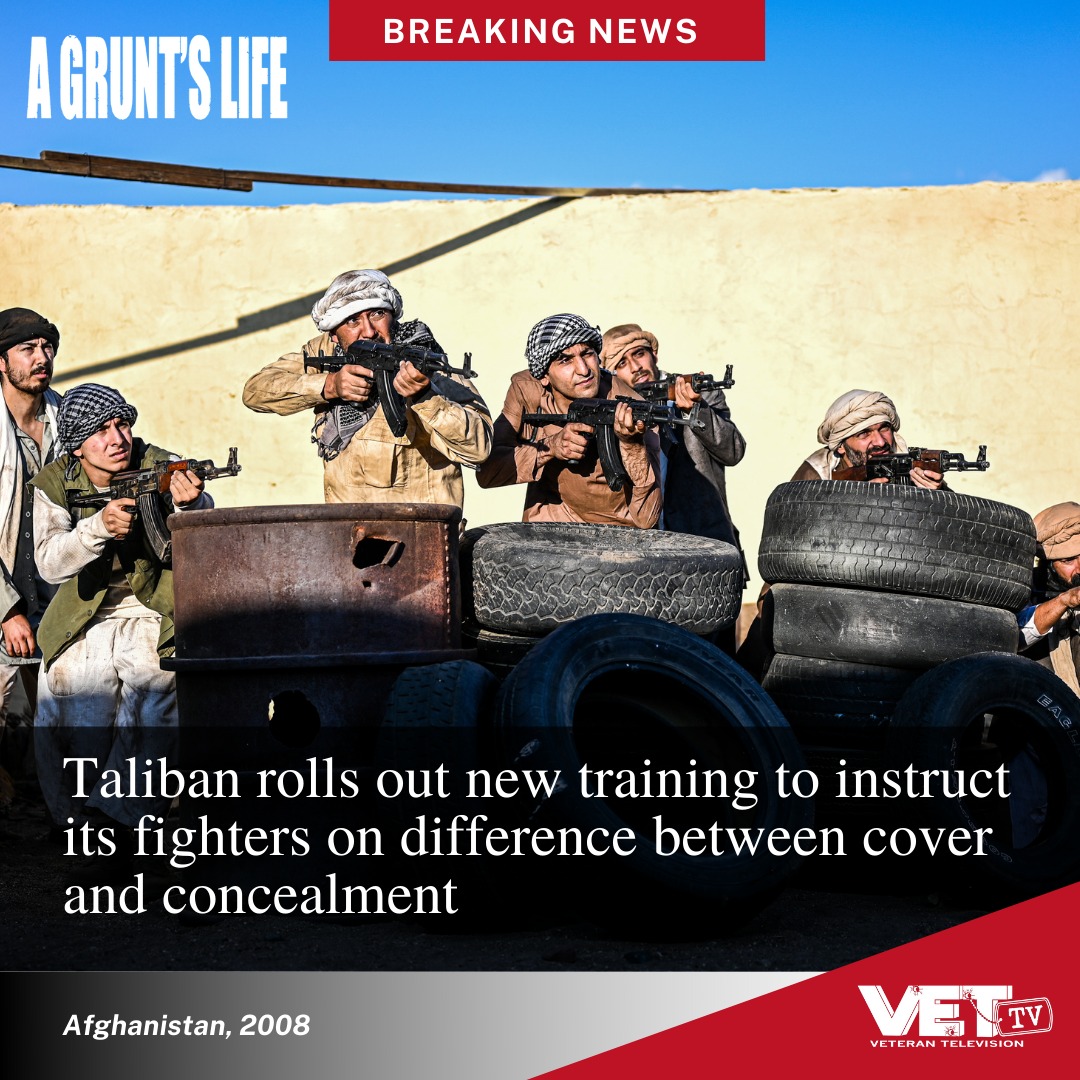 BREAKING NEWS
A GRUNT'S LIFE
Taliban rolls out new training to instruct
its fighters on difference between cover
and concealment
Afghanistan, 2008
VET TV
VETERAN TELEVISION